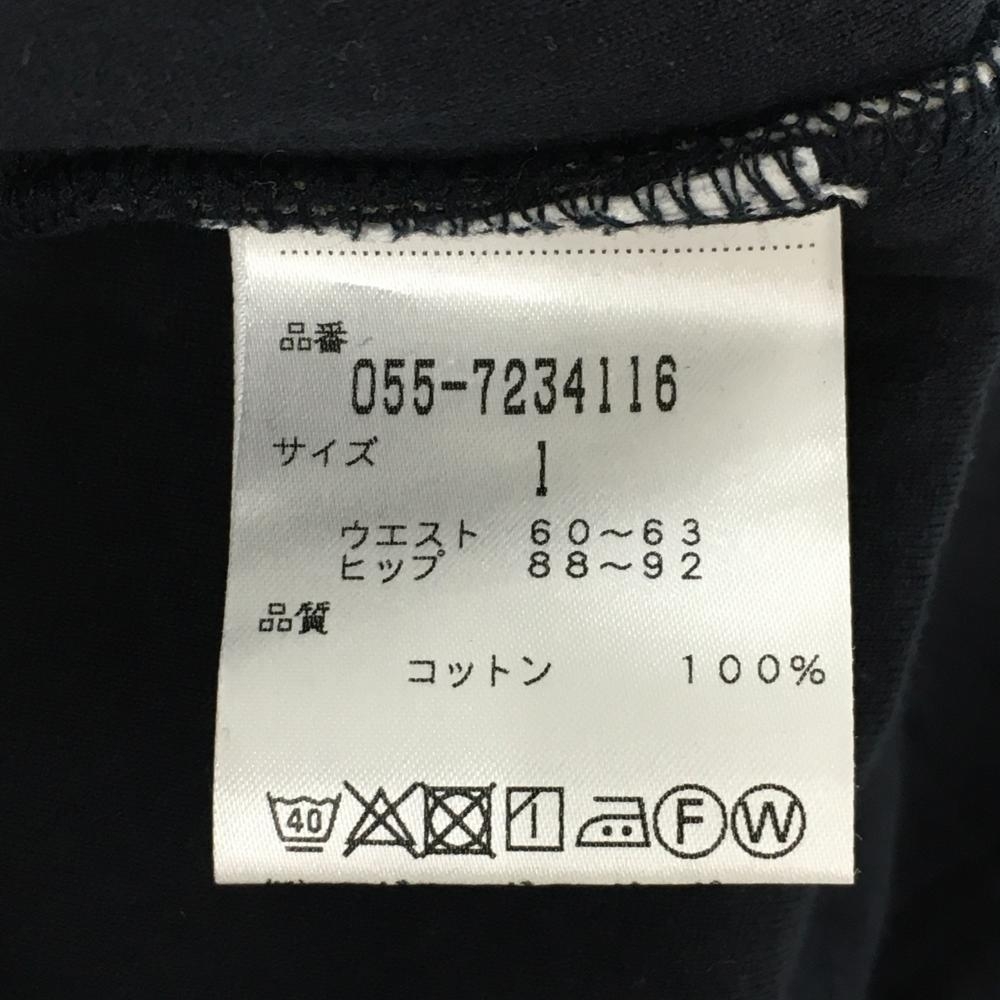 品番
055-7234116
サイズ 1
ウエスト 60~63
ヒップ 88~92
品質
コットン 100%
40 F W